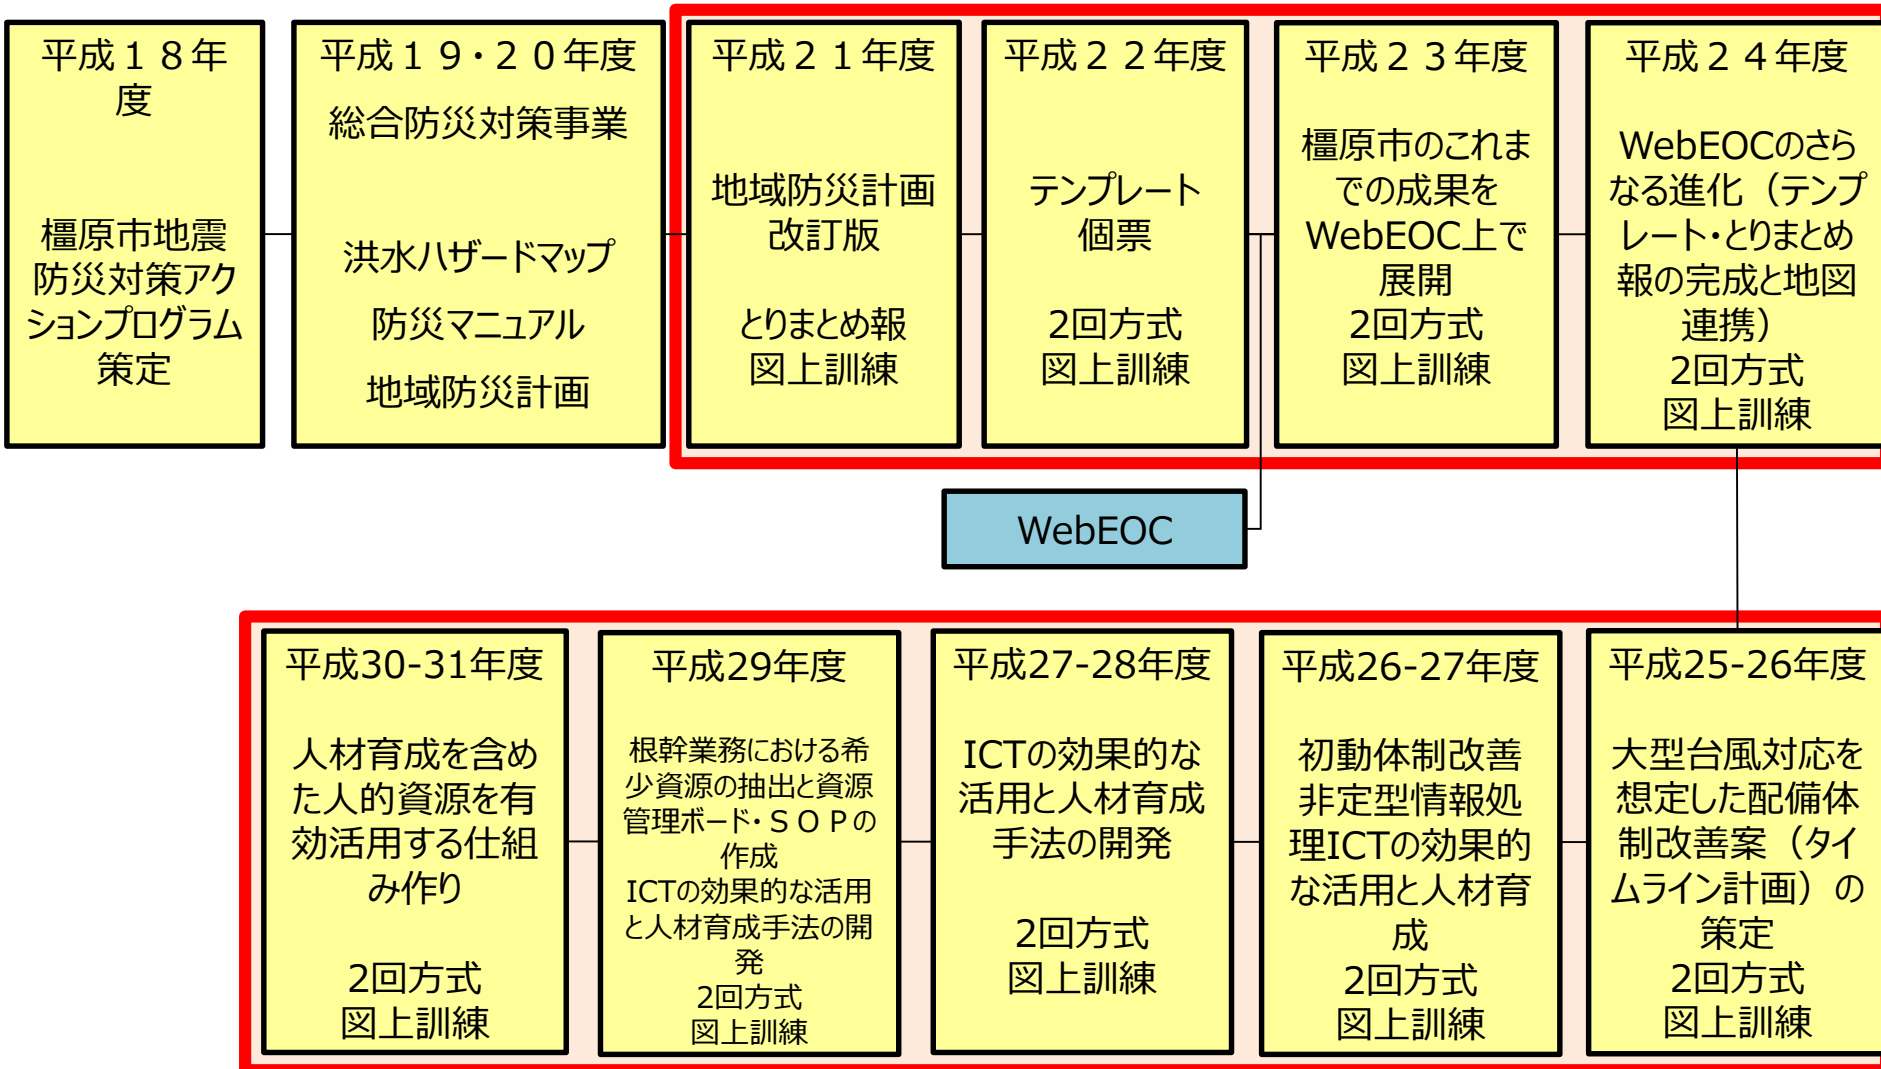 平成１８年
度
橿原市地震
防災対策アク
ションプログラム
策定
平成１９・２０年度
総合防災対策事業
洪水ハザードマップ
防災マニュアル
地域防災計画
平成２１年度
地域防災計画
改訂版
とりまとめ報
図上訓練
平成２２年度
テンプレート
個票
2回方式
図上訓練
平成２３年度
橿原市のこれま
での成果を
WebEOC上で
展開
2回方式
図上訓練
平成２４年度
WebEOCのさら
なる進化（テンプ
レート・とりまとめ
報の完成と地図
連携）
2回方式
図上訓練
WebEOC
平成25-26年度
大型台風対応を
想定した配備体
制改善案（タイ
ムライン計画）の
策定
2回方式
図上訓練
平成26-27年度
初動体制改善
非定型情報処
理ICTの効果的
な活用と人材育
成
2回方式
図上訓練
平成27-28年度
ICTの効果的な
活用と人材育成
手法の開発
2回方式
図上訓練
平成29年度
根幹業務における希
少資源の抽出と資源
管理ボード・ＳＯＰの
作成
ICTの効果的な活用
と人材育成手法の開
発
2回方式
図上訓練
平成30-31年度
人材育成を含め
た人的資源を有
効活用する仕組
み作り
2回方式
図上訓練